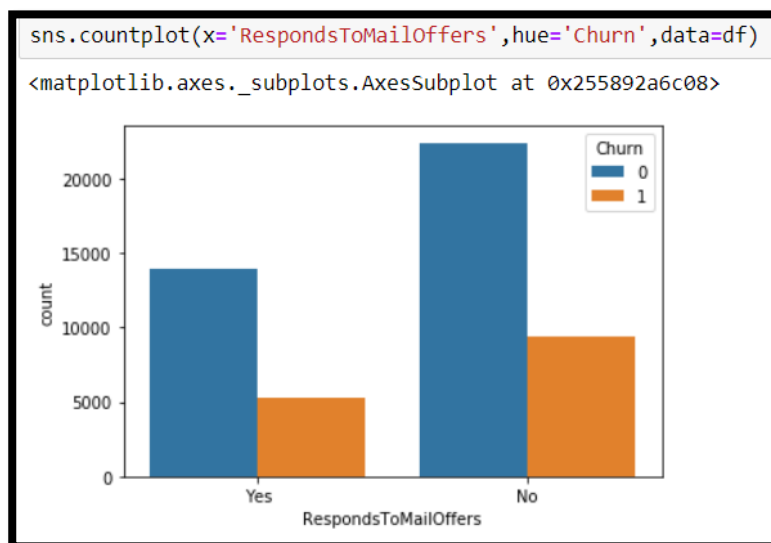 sns.countplot(x='RespondsToMailOffers',hue='Churn',data=df)
<matplotlib.axes._subplots.AxesSubplot at 0x255892a6c08>
Churn
0
1
20000
15000
10000
5000
0
count
Yes
No
RespondsToMailOffers